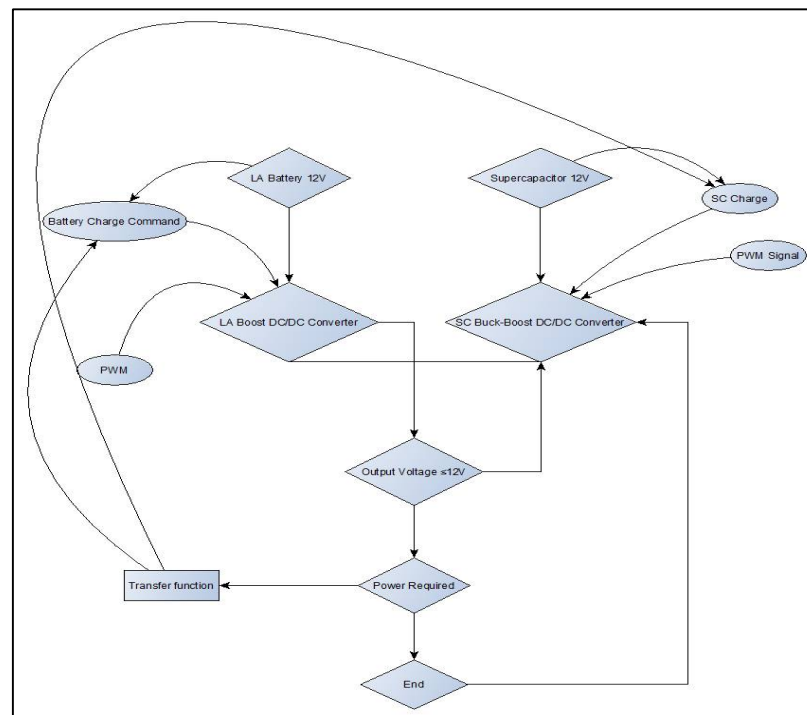 LA Battery 12V
Supercapacitor 12V
Battery Charge Command
SC Charge
PWM Signal
LA Boost DC/DC Converter
SC Buck-Boost DC/DC Converter
PWM
Output Voltage ≤12V
Transfer function
Power Required
End